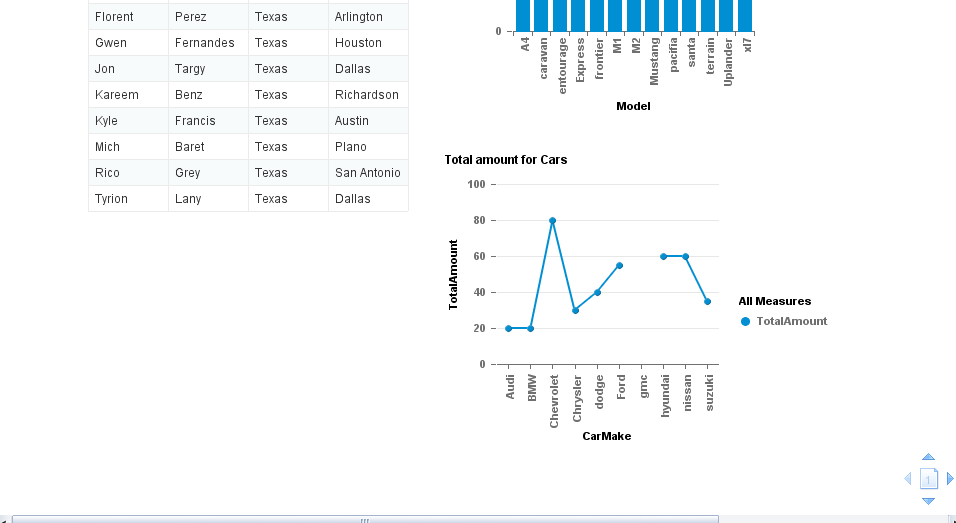 Florent Perez Texas Arlington
Gwen Fernandes Texas Houston
Jon Targy Texas Dallas
Kareem Benz Texas Richardson
Kyle Francis Texas Austin
Mich Baret Texas Plano
Rico Grey Texas San Antonio
Tyrion Lany Texas Dallas
0
A4 caravan entourage Express frontier M1 M2 Mustang pacifia santa terrain Uplander xl7
Model
Total amount for Cars
100
80
60
40
20
0
TotalAmount
Audi BMW Chevrolet Chrysler dodge Ford gmc hyundai nissan suzuki
CarMake
All Measures
TotalAmount
1